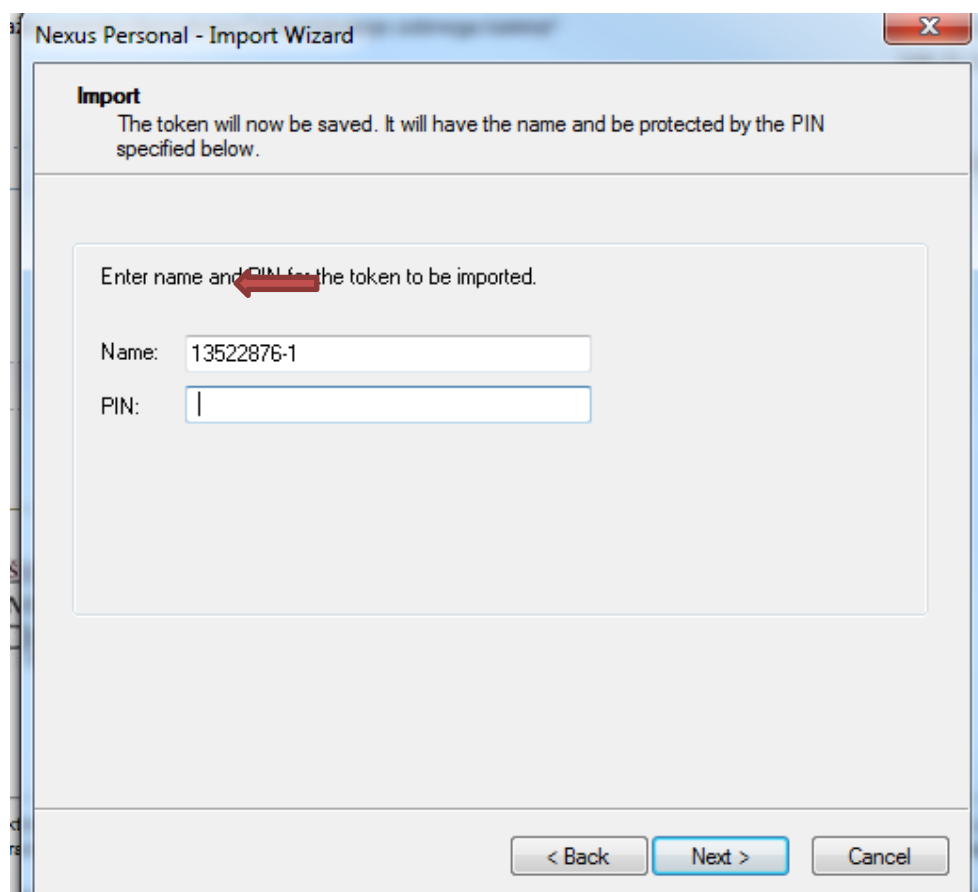 Nexus Personal - Import Wizard
Import
The token will now be saved. It will have the name and be protected by the PIN
specified below.
Enter name and PIN for the token to be imported.
Name: 13522876-1
PIN:
< Back Next > Cancel